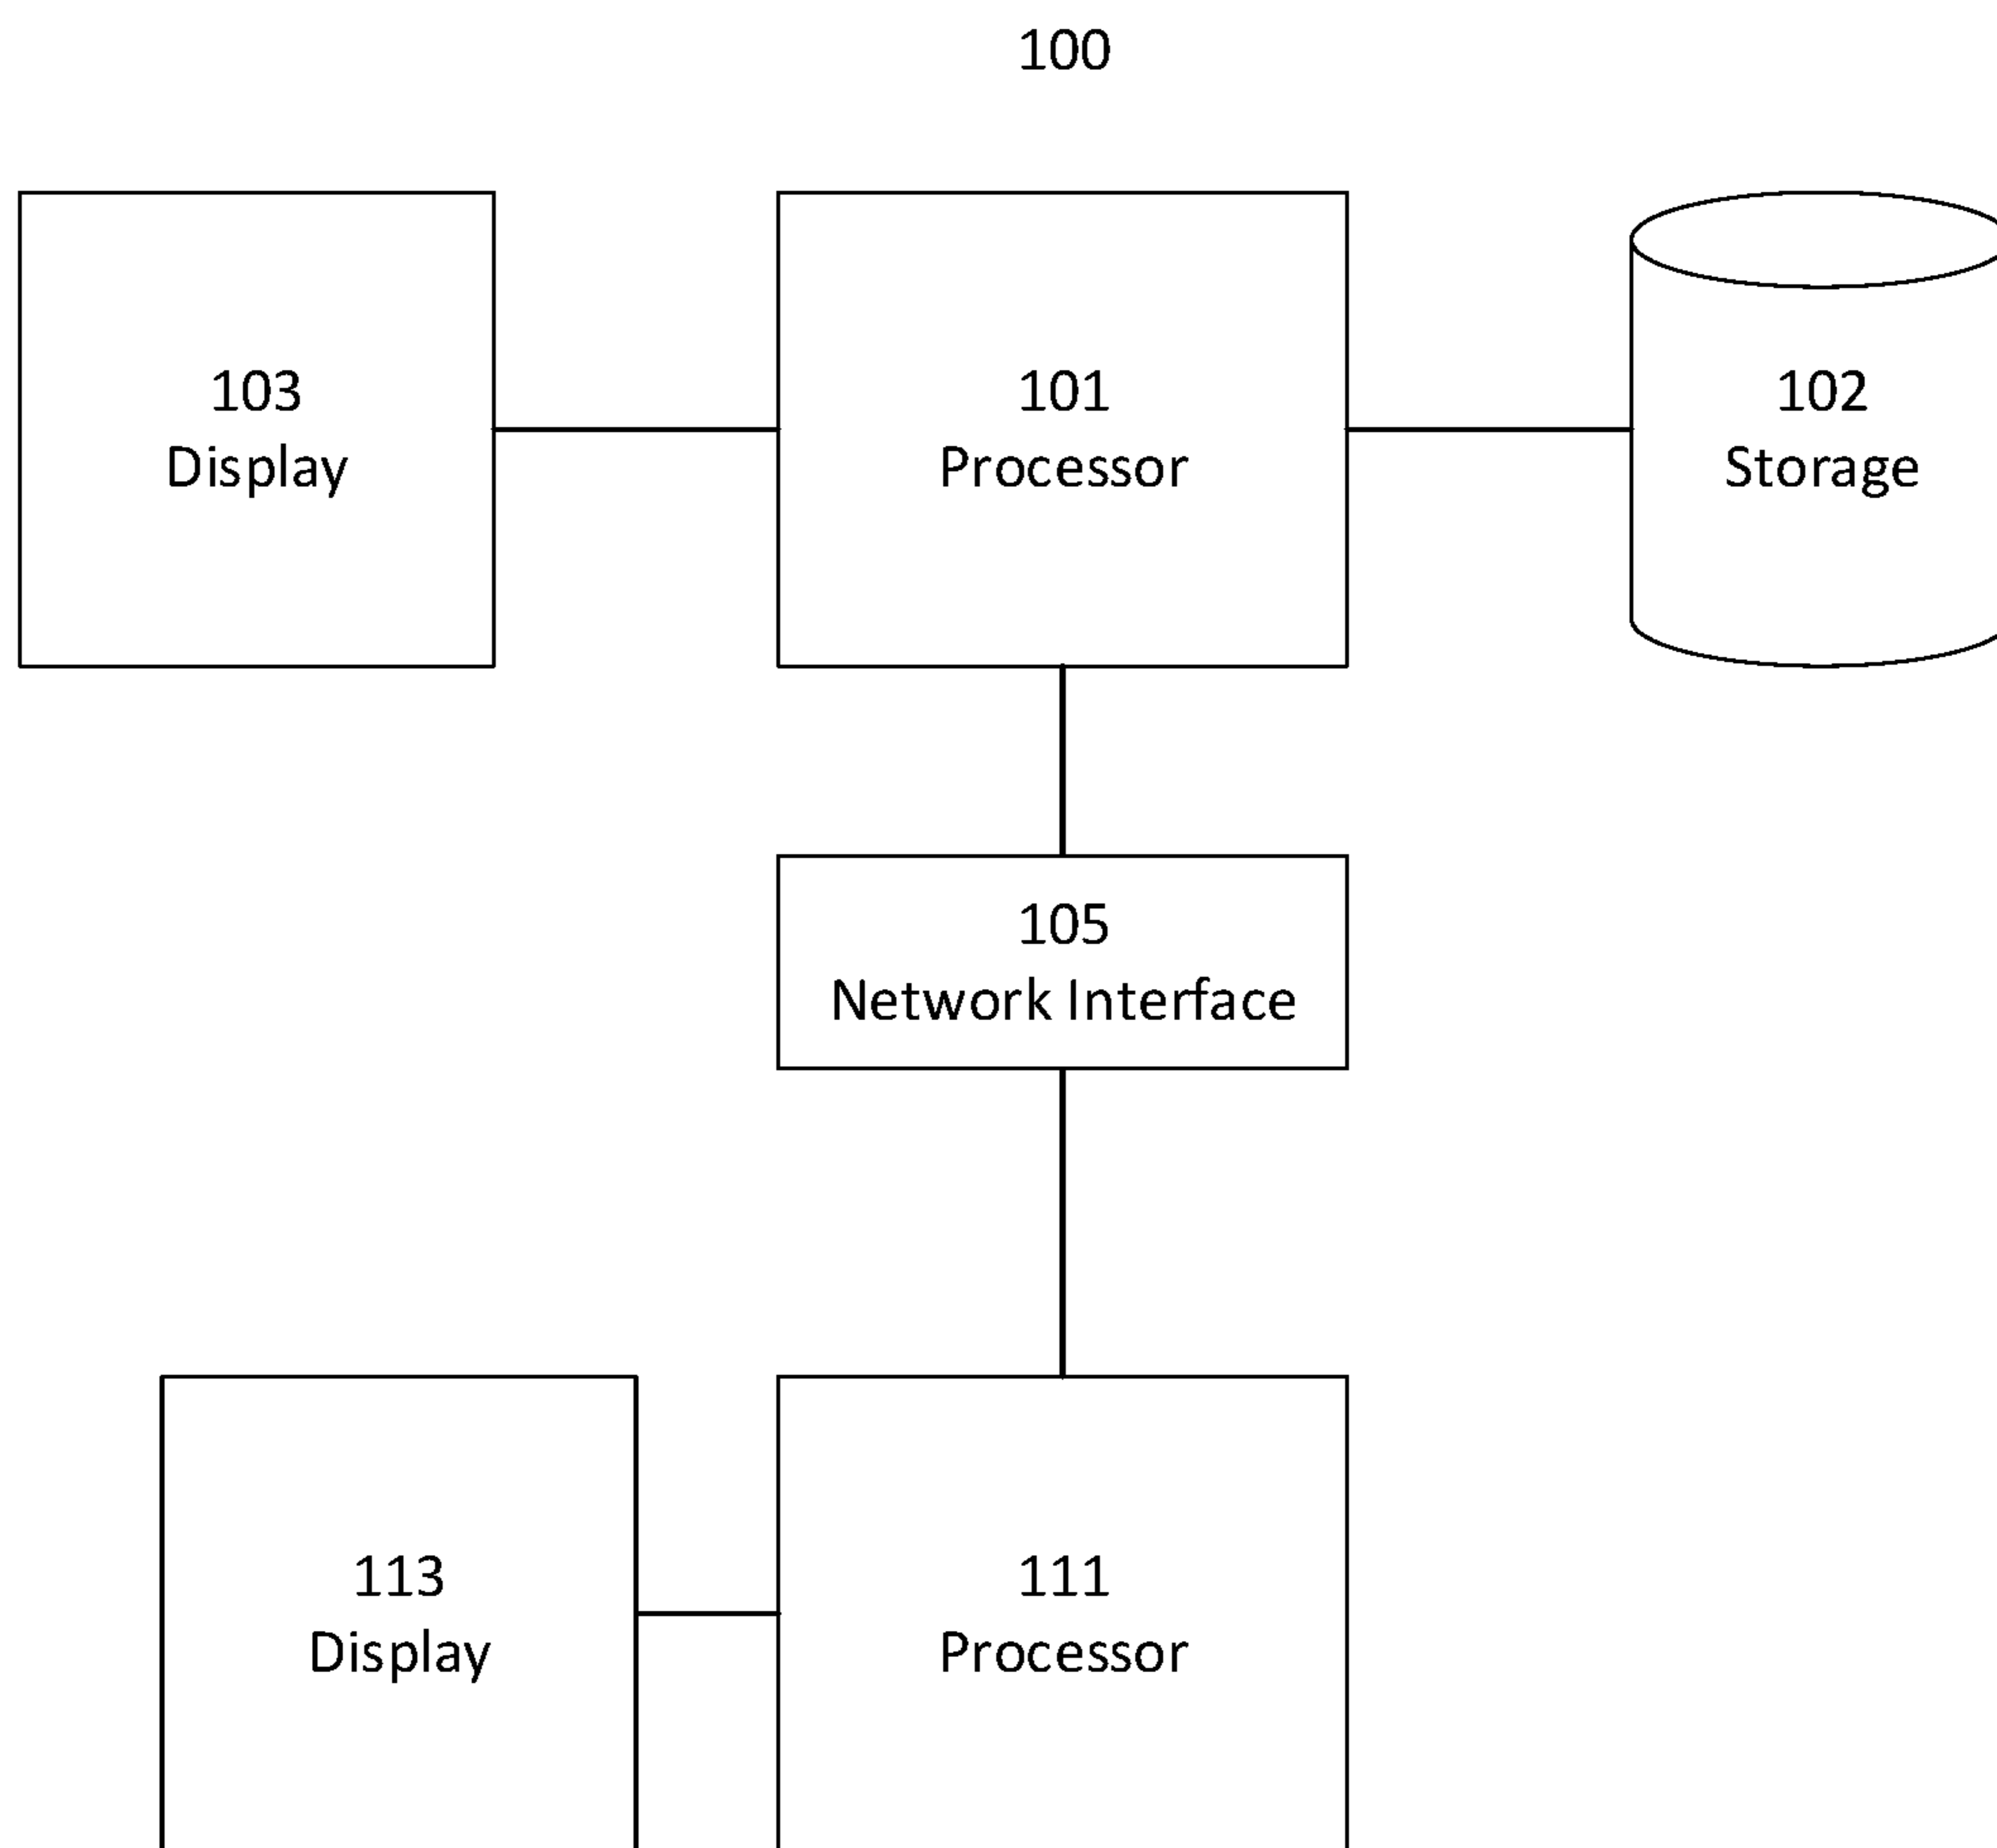 100
103
Display
101
Processor
102
Storage
105
Network Interface
113
Display
111
Processor